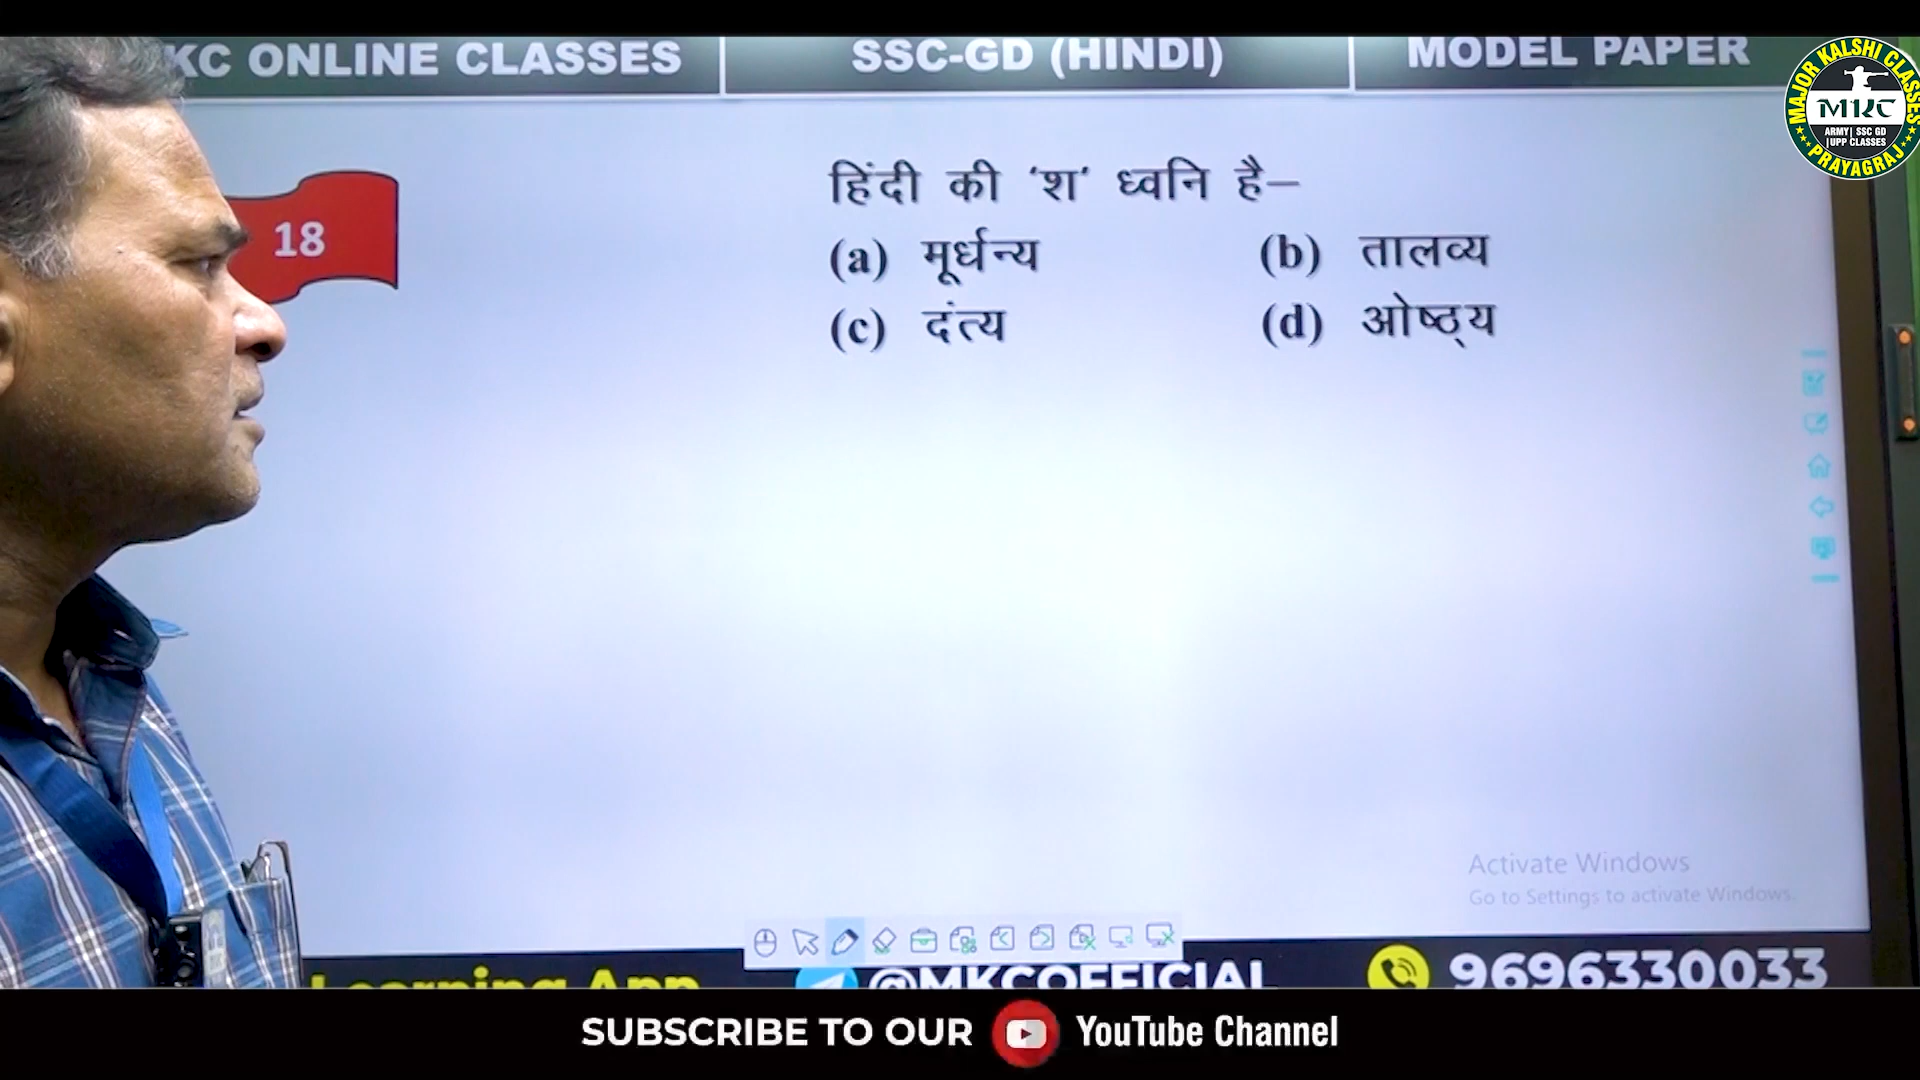 KC ONLINE CLASSES
SSC-GD (HINDI)
MODEL PAPER
MAJOR KALSHI CLASSES
MKC
ARMY| SSC GD
|UPP CLASSES
PRAYAGRAJ
18
हिंदी की 'श' ध्वनि है–
(a) मूर्धन्य (b) तालव्य
(c) दंत्य (d) ओष्ठ्य
Activate Windows
Go to Settings to activate Windows.
Learning App
@MKCOFFICIAL
9696330033
SUBSCRIBE TO OUR YouTube Channel